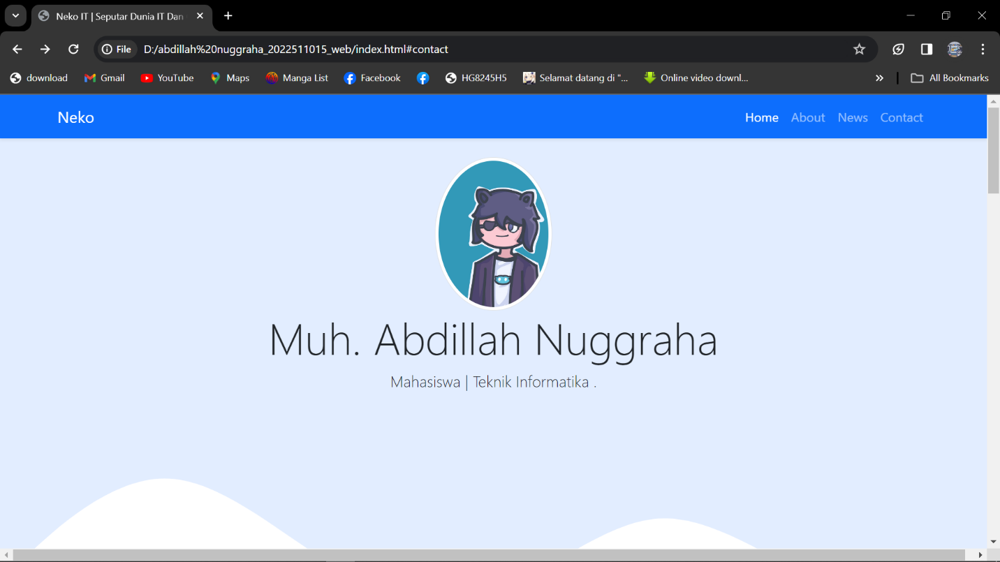 Neko IT | Seputar Dunia IT Dan
File D:/abdillah%20nuggraha_2022511015_web/index.html#contact
download Gmail YouTube Maps Manga List Facebook HG8245H5 Selamat datang di "... Online video downl... » All Bookmarks
Neko Home About News Contact
Muh. Abdillah Nuggraha
Mahasiswa | Teknik Informatika .